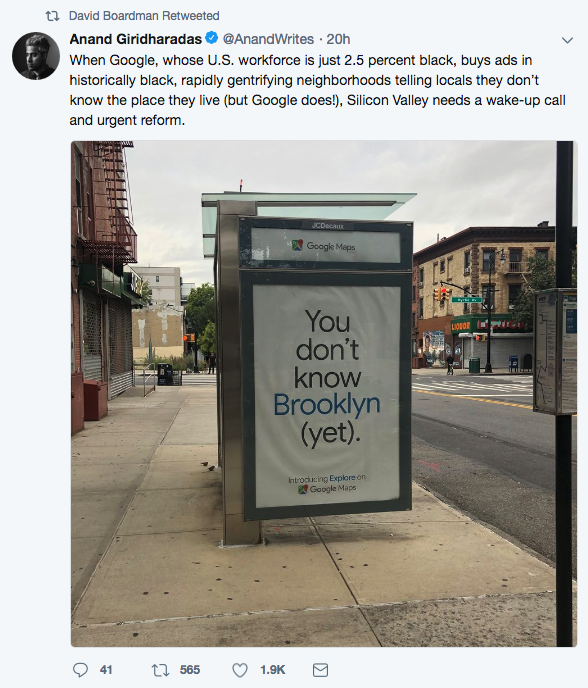 David Boardman Retweeted
Anand Giridharadas @AnandWrites · 20h
When Google, whose U.S. workforce is just 2.5 percent black, buys ads in
historically black, rapidly gentrifying neighborhoods telling locals they don’t
know the place they live (but Google does!), Silicon Valley needs a wake-up call
and urgent reform.
JCDecaux
Google Maps
You
don’t
know
Brooklyn
(yet).
Introducing Explore on
Google Maps
LIQUOR
41 565 1.9K